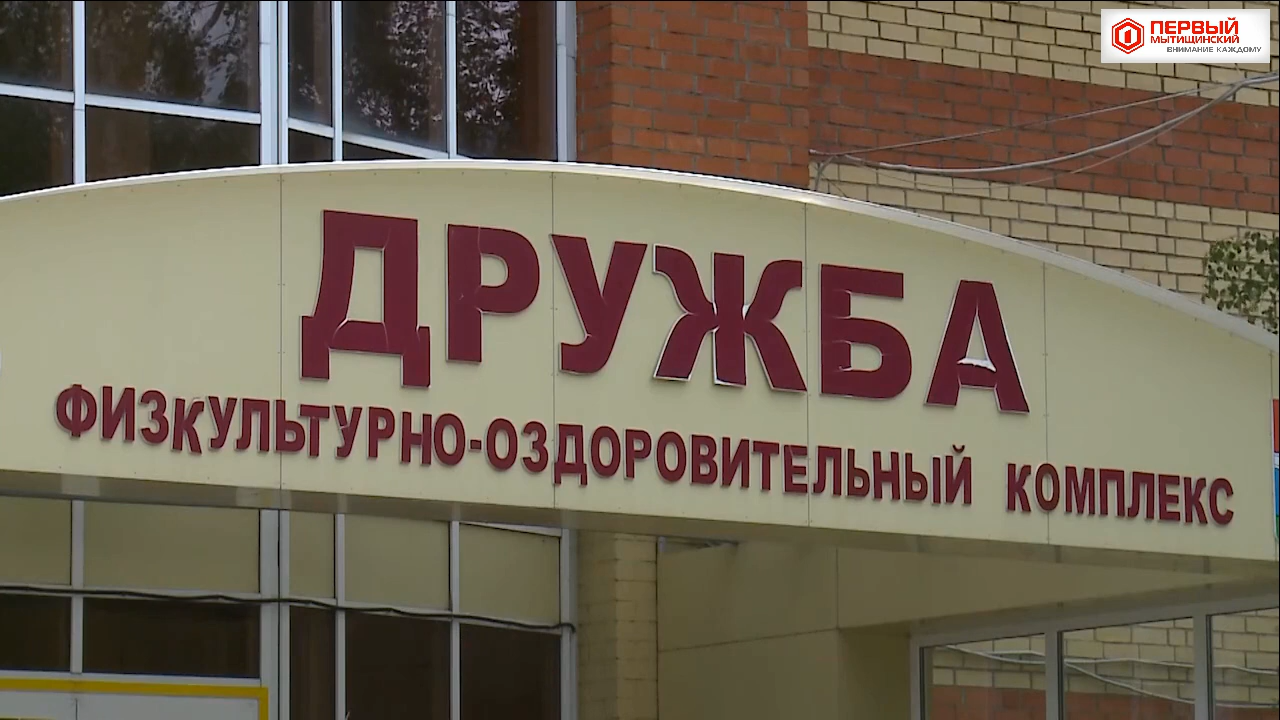 ПЕРВЫЙ
МЫТИЩИНСКИЙ
ВНИМАНИЕ КАЖДОМУ
ДРУЖБА
ФИЗКУЛЬТУРНО-ОЗДОРОВИТЕЛЬНЫЙ КОМПЛЕКС